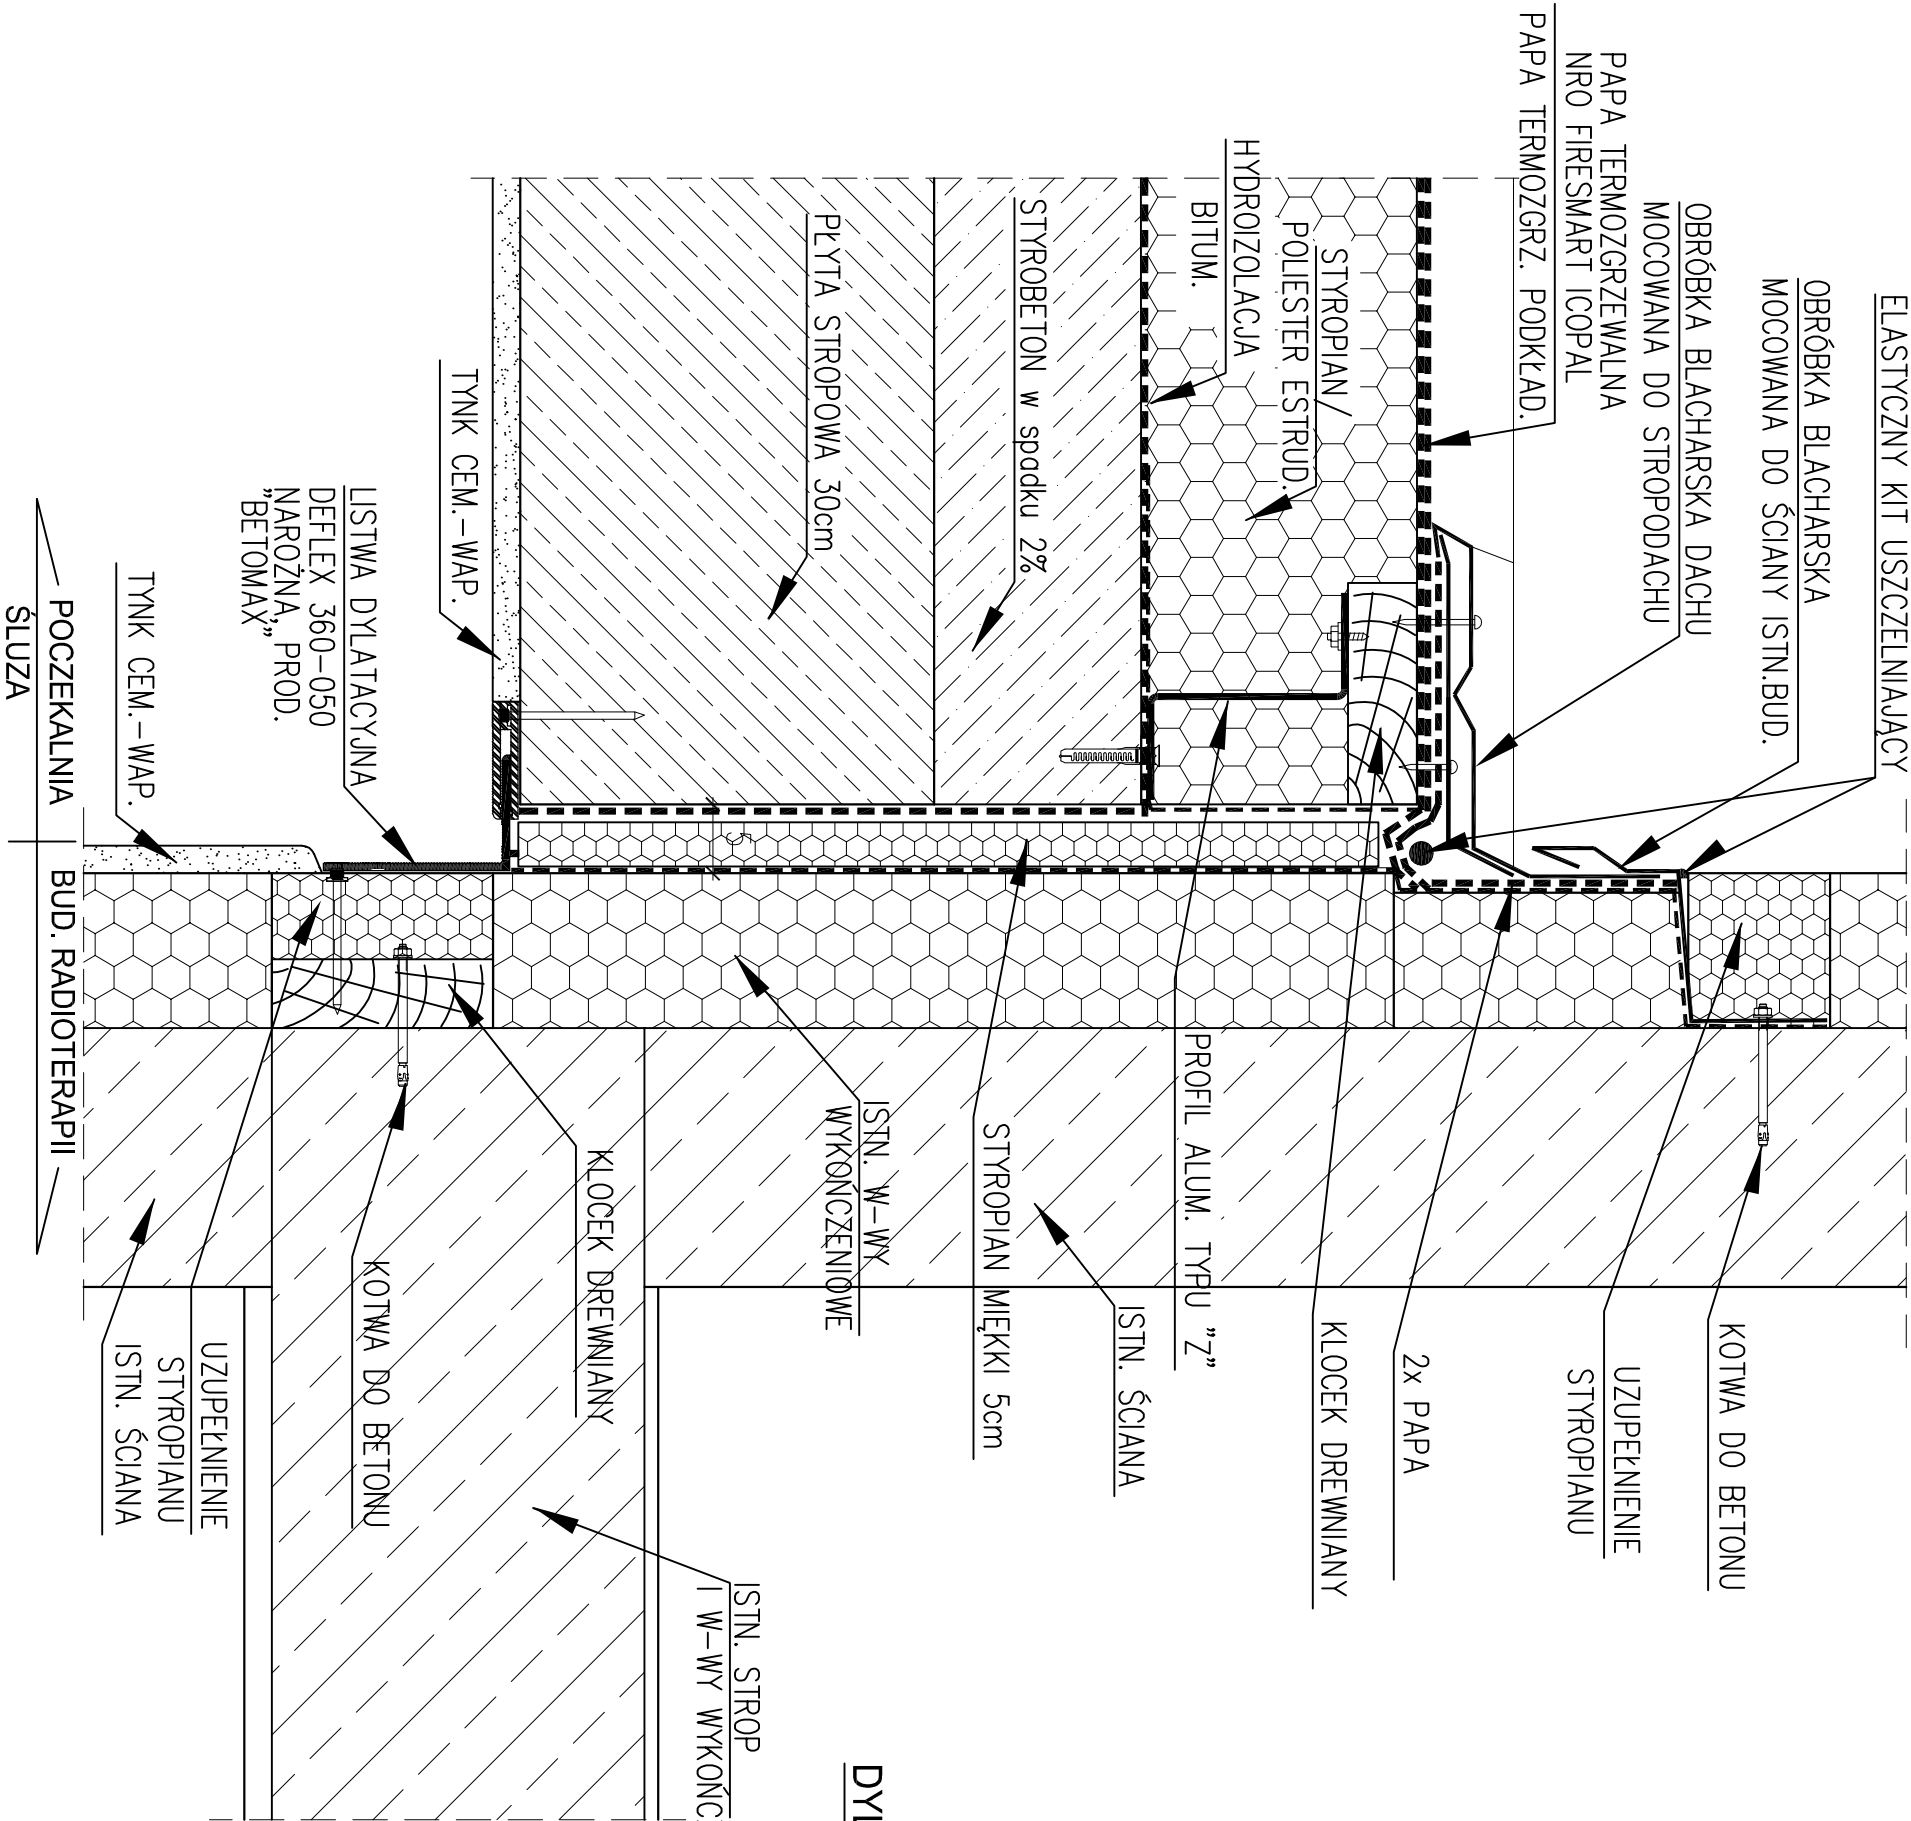 ELASTYCZNY KIT USZCZELNIAJĄCY
OBRÓBKA BLACHARSKA
MOCOWANA DO ŚCIANY ISTN.BUD.
OBRÓBKA BLACHARSKA DACHU
MOCOWANA DO STROPODACHU
PAPA TERMOZGRZEWALNA
NRO FIRESMART ICOPAL
PAPA TERMOZGRZ. PODKŁAD.
STYROPIAN/
POLIESTER ESTRUD.
HYDROIZOLACJA
BITUM.
STYROBETON w spadku 2%
PŁYTA STROPOWA 30cm
TYNK CEM.-WAP.
LISTWA DYLATACYJNA
DEFLEX 360-050
NAROŻNA, PROD.
"BETOMAX"
TYNK CEM.-WAP.
POCZEKALNIA
ŚLUZA
BUD. RADIOTERAPII
5
KOTWA DO BETONU
UZUPEŁNIENIE
STYROPIANU
2x PAPA
KLOCEK DREWNIANY
PROFIL ALUM. TYPU "Z"
ISTN. ŚCIANA
STYROPIAN MIĘKKI 5cm
ISTN. W-WY
WYKOŃCZENIOWE
KLOCEK DREWNIANY
KOTWA DO BETONU
UZUPEŁNIENIE
STYROPIANU
ISTN. ŚCIANA
ISTN. STROP
I W-WY WYKOŃC